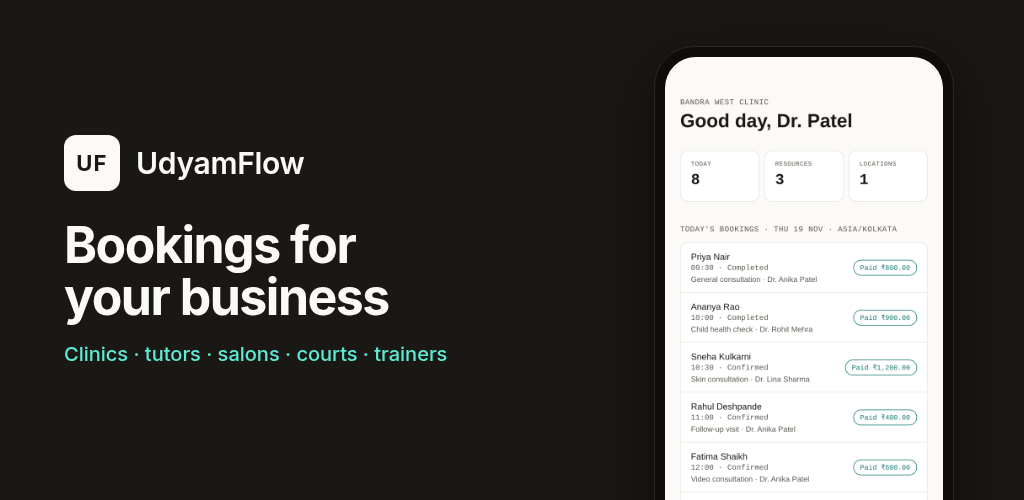 UF
UdyamFlow
Bookings for
your business
Clinics · tutors · salons · courts · trainers
BANDRA WEST CLINIC
Good day, Dr. Patel
TODAY
8
RESOURCES
3
LOCATIONS
1
TODAY'S BOOKINGS · THU 19 NOV · ASIA/KOLKATA
Priya Nair
09:30 · Completed
General consultation · Dr. Anika Patel
Paid ₹800.00
Ananya Rao
10:00 · Completed
Child health check · Dr. Rohit Mehra
Paid ₹900.00
Sneha Kulkarni
10:30 · Confirmed
Skin consultation · Dr. Lina Sharma
Paid ₹1,200.00
Rahul Deshpande
11:00 · Confirmed
Follow-up visit · Dr. Anika Patel
Paid ₹400.00
Fatima Shaikh
12:00 · Confirmed
Video consultation · Dr. Anika Patel
Paid ₹600.00